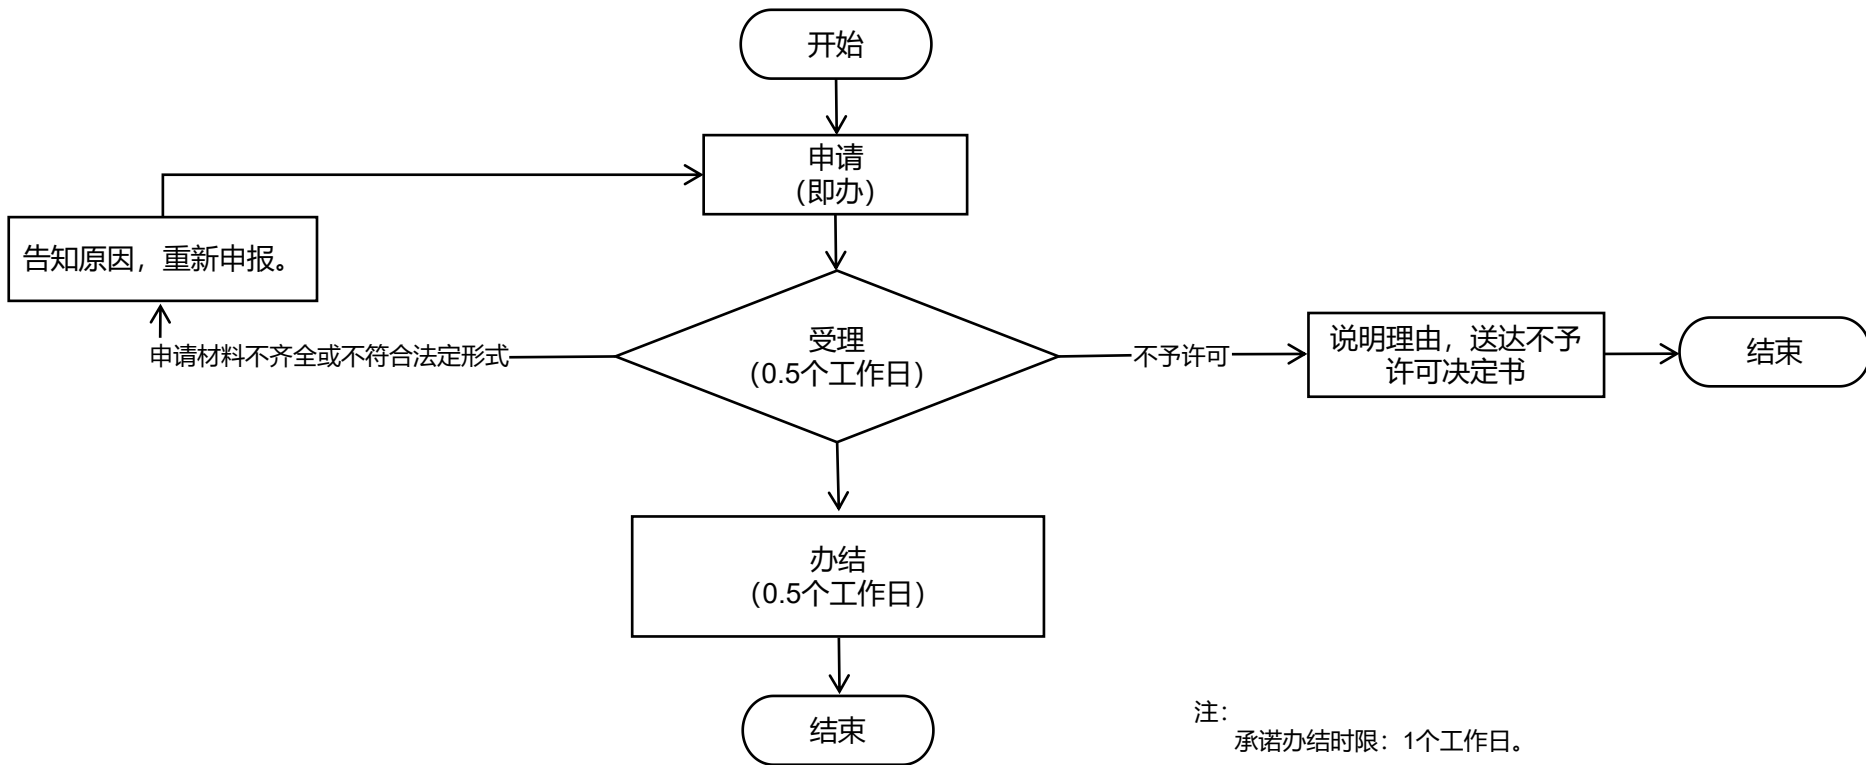 开始
申请
（即办）
告知原因，重新申报。
申请材料不齐全或不符合法定形式
受理
（0.5个工作日）
不予许可
说明理由，送达不予
许可决定书
结束
办结
（0.5个工作日）
结束
注：
承诺办结时限：1个工作日。